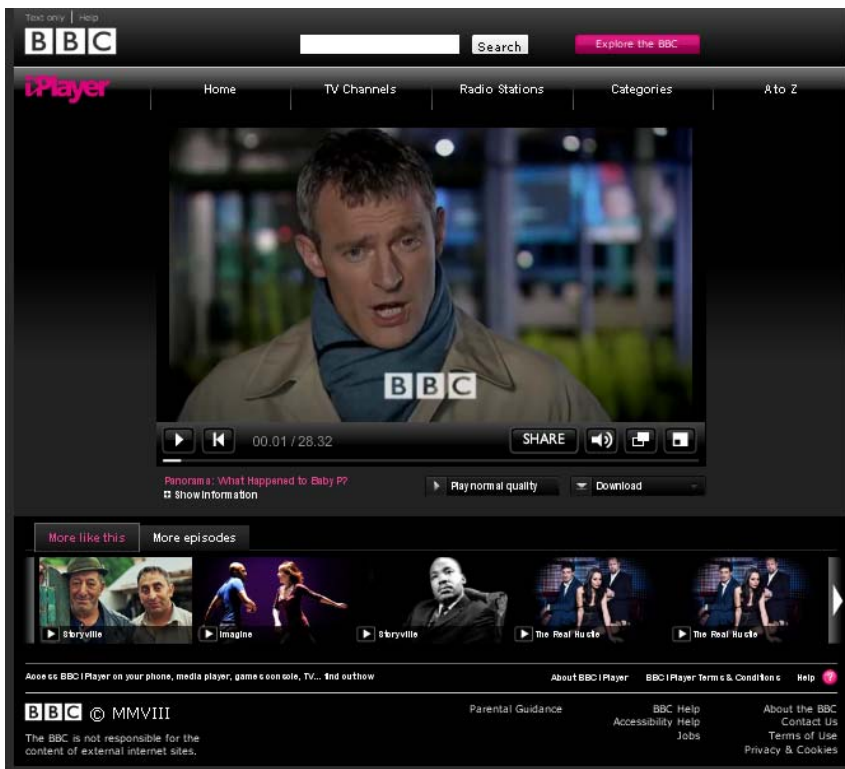 Text only | Help
BBC
Search
Explore the BBC
iPlayer
Home
TV Channels
Radio Stations
Categories
A to Z
BBC
00.01 / 28.32
SHARE
Panorama: What Happened to Baby P?
Show Information
Play normal quality
Download
More like this
More episodes
Storyville
Imagine
Storyville
The Real Hustle
The Real Hustle
Access BBC iPlayer on your phone, media player, games console, TV... find out how
About BBC iPlayer
BBC iPlayer Terms & Conditions
Help ?
BBC © MMVIII
The BBC is not responsible for the
content of external internet sites.
Parental Guidance
BBC Help
Accessibility Help
Jobs
About the BBC
Contact Us
Terms of Use
Privacy & Cookies